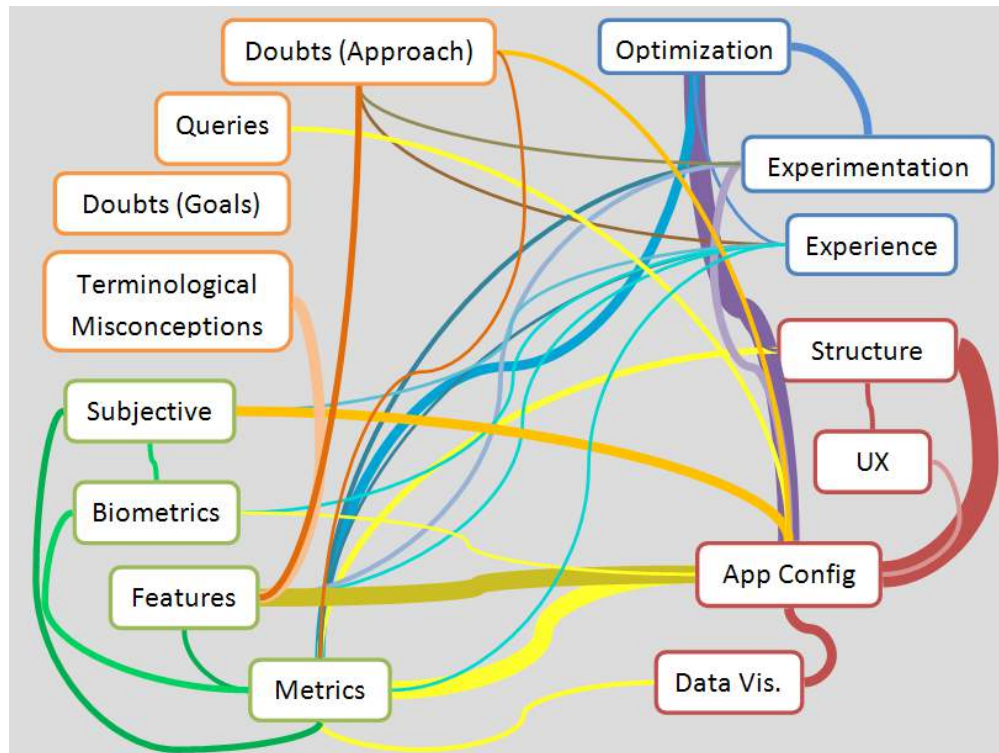 Doubts (Approach)
Optimization
Queries
Experimentation
Doubts (Goals)
Experience
Terminological
Misconceptions
Structure
Subjective
UX
Biometrics
App Config
Features
Metrics
Data Vis.